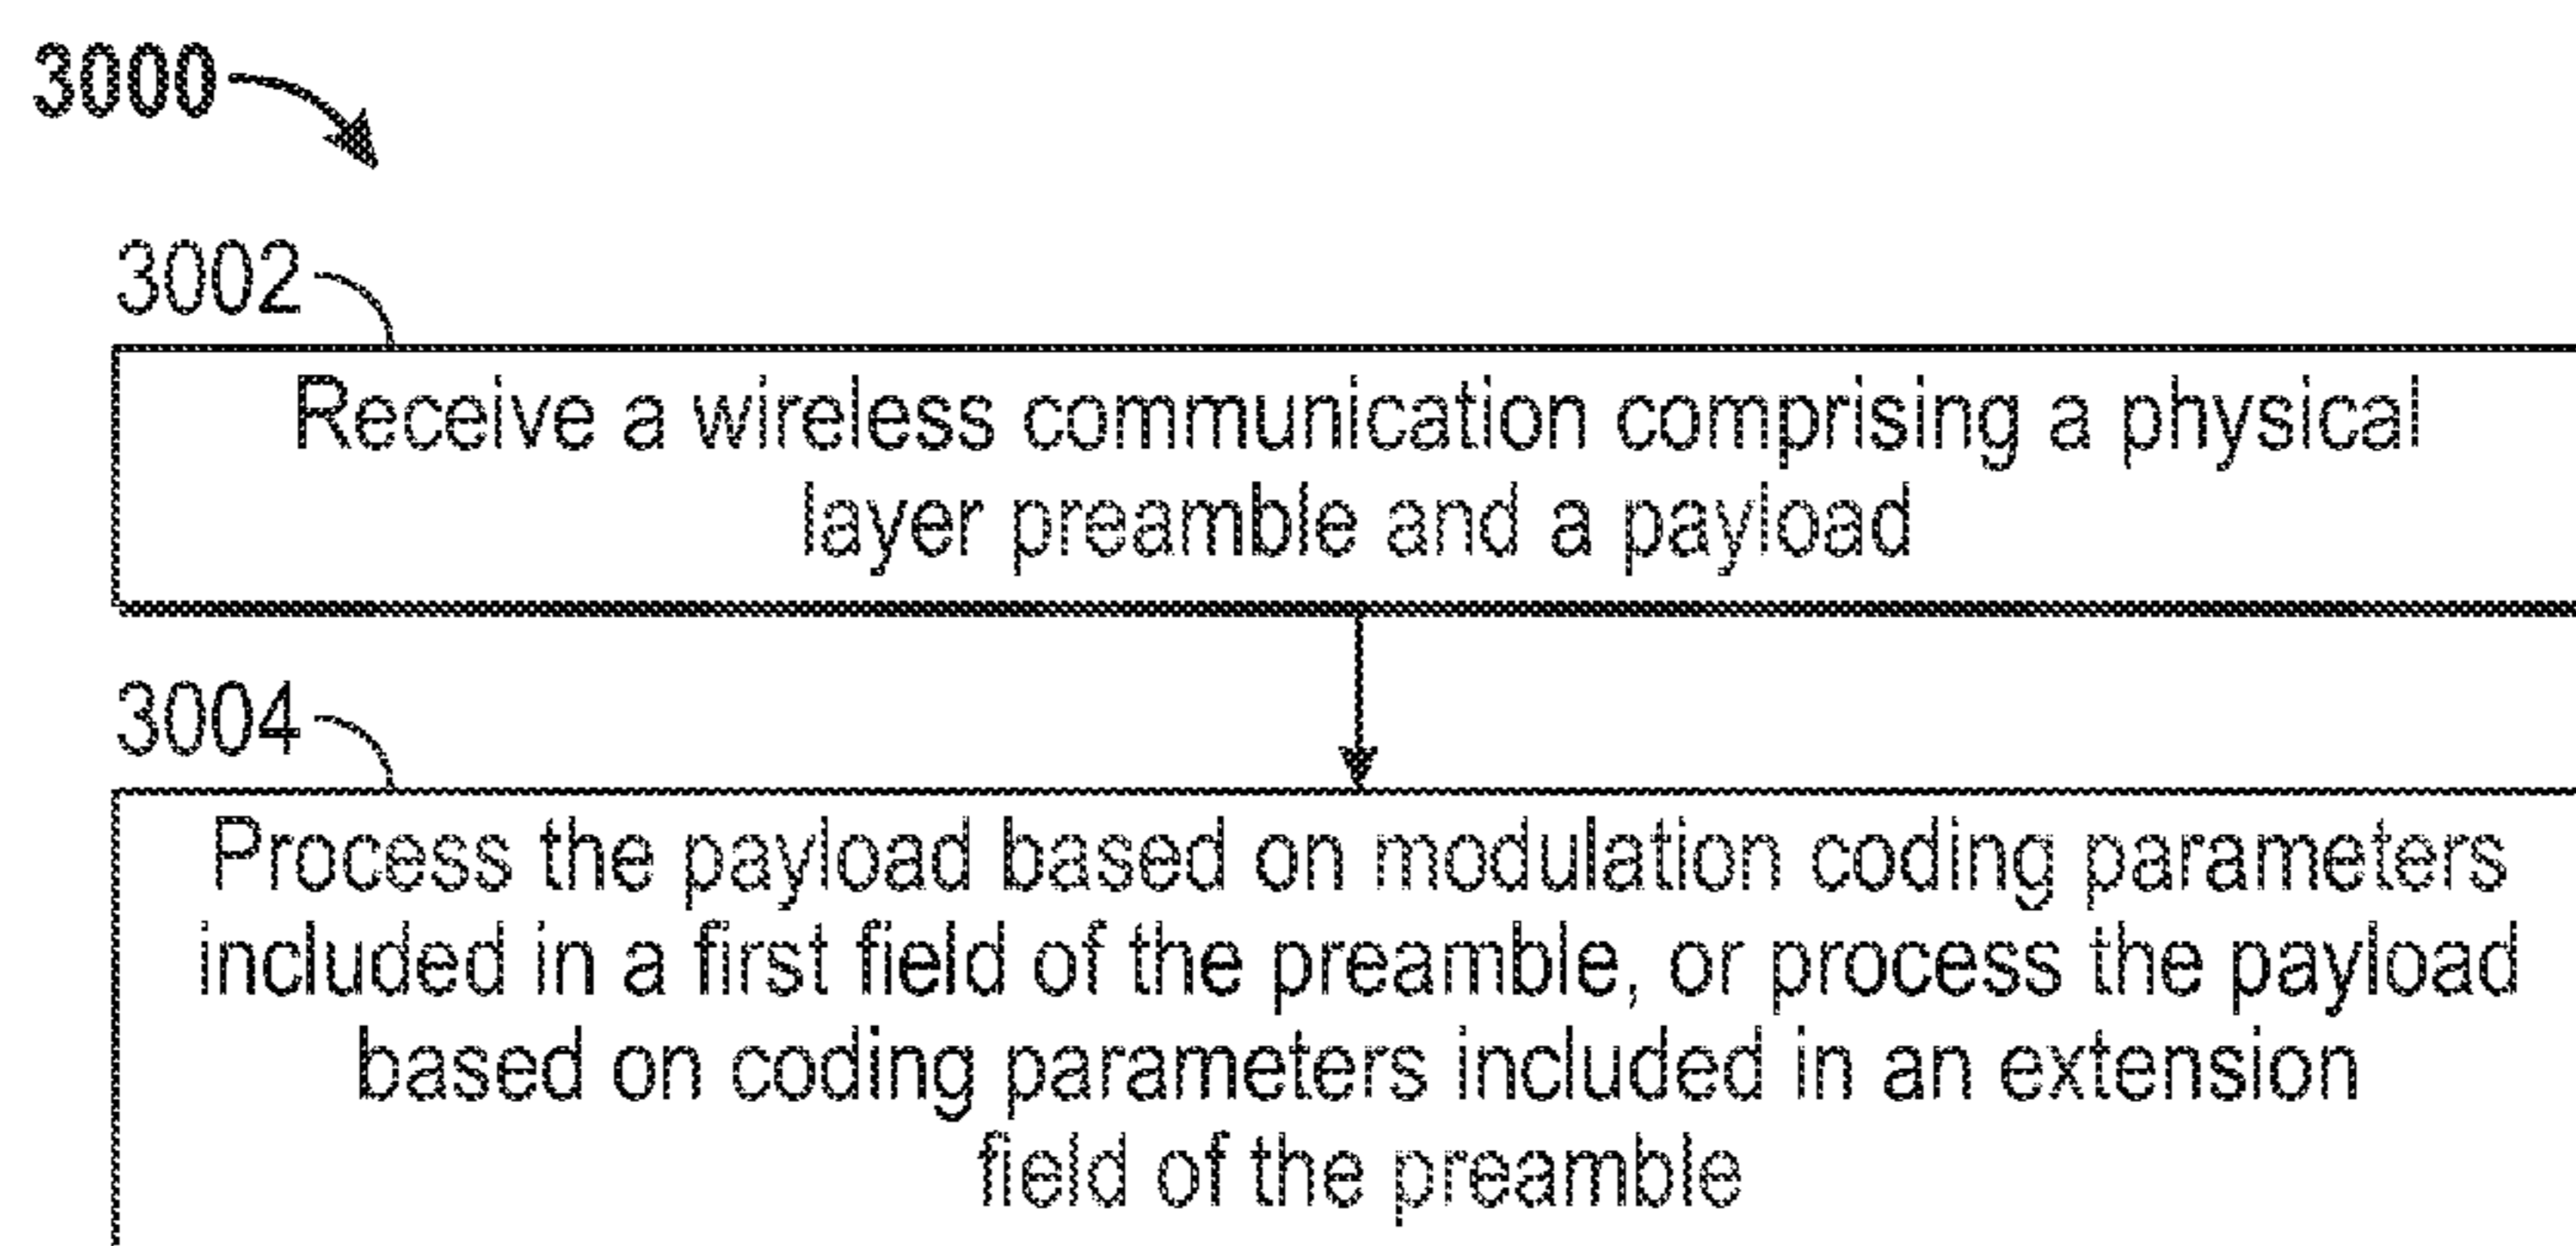 3000
3002
Receive a wireless communication comprising a physical
layer preamble and a payload
3004
Process the payload based on modulation coding parameters
included in a first field of the preamble, or process the payload
based on coding parameters included in an extension
field of the preamble